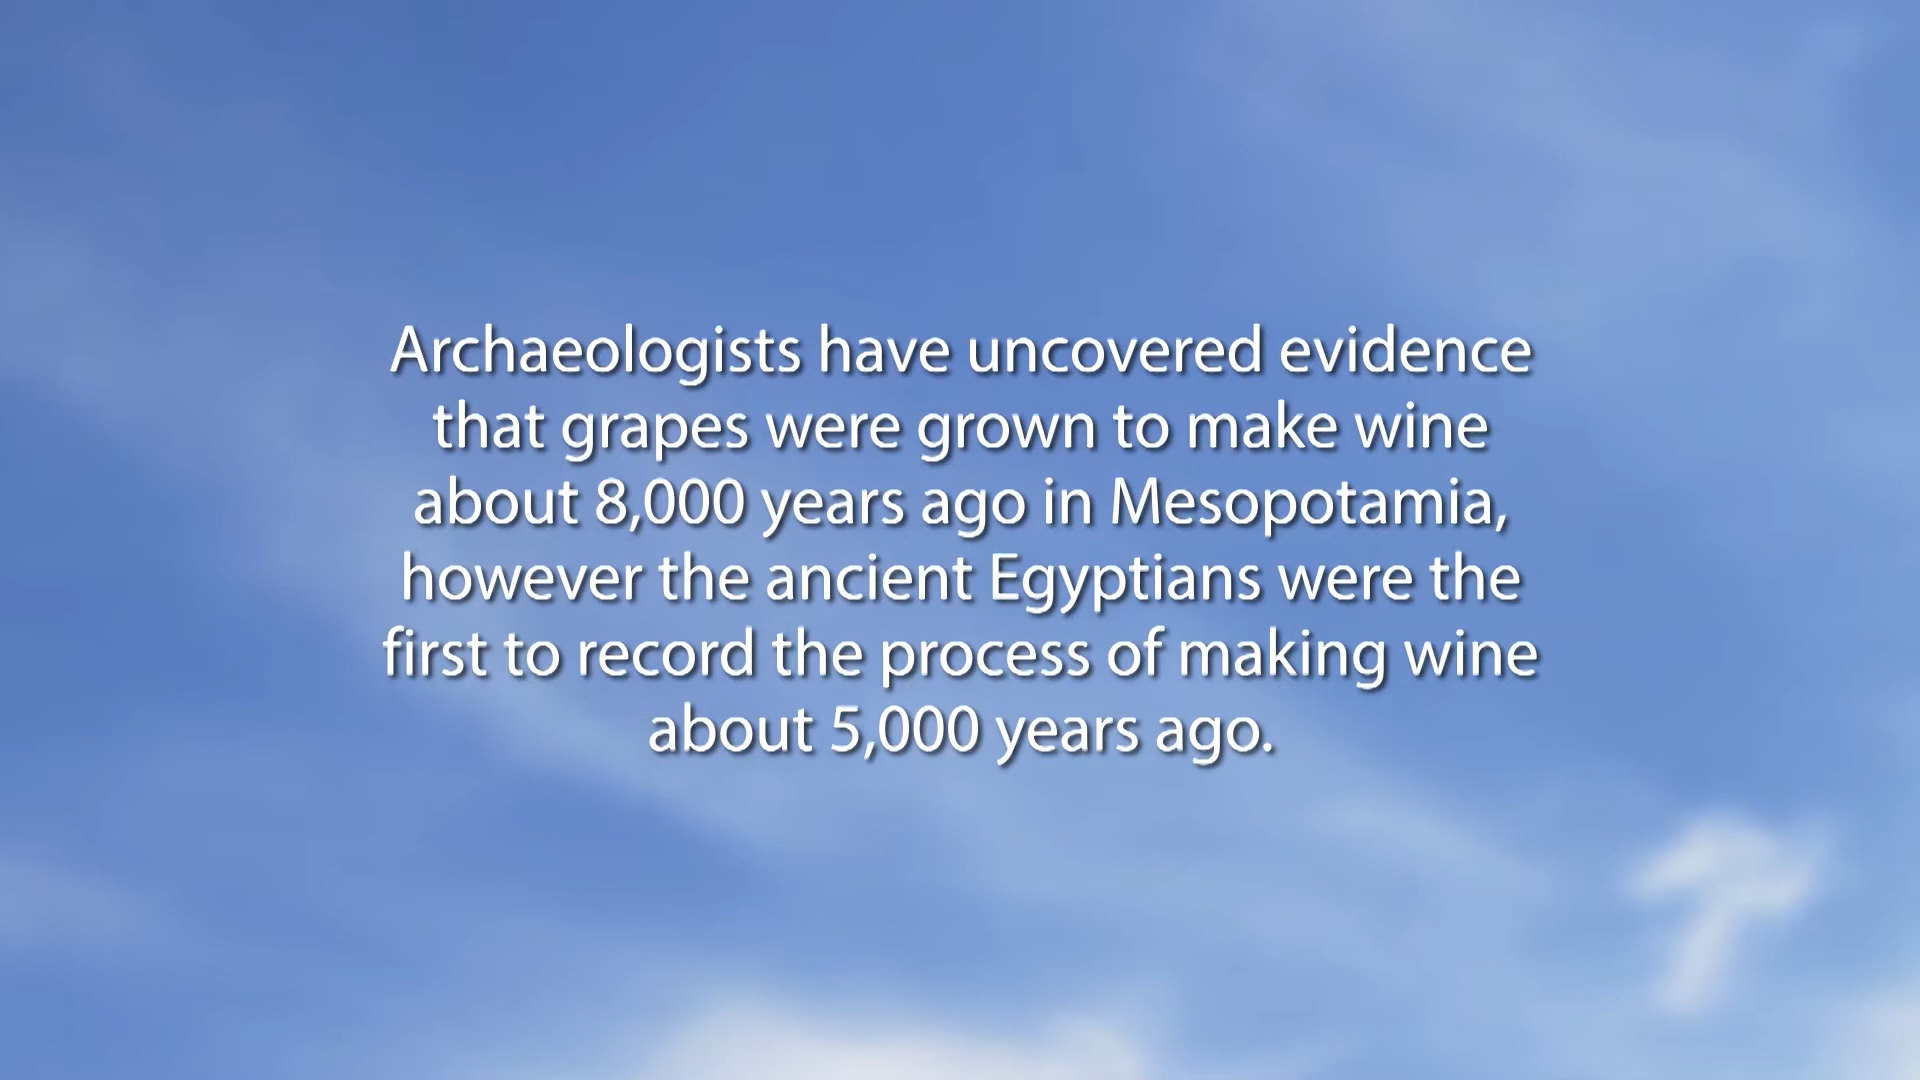 Archaeologists have uncovered evidence
that grapes were grown to make wine
about 8,000 years ago in Mesopotamia,
however the ancient Egyptians were the
first to record the process of making wine
about 5,000 years ago.